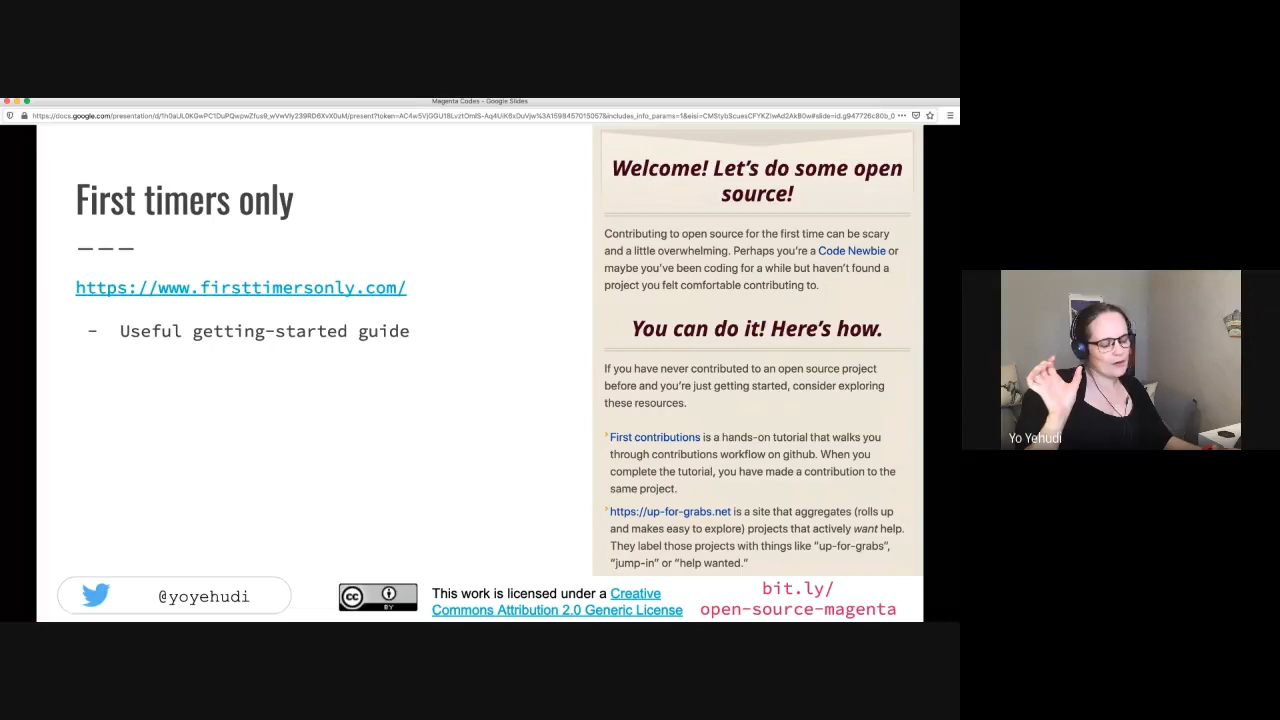 Magenta Codes - Google Slides
First timers only
https://www.firsttimersonly.com/
- Useful getting-started guide
Welcome! Let's do some open
source!
Contributing to open source for the first time can be scary
and a little overwhelming. Perhaps you're a Code Newbie or
maybe you've been coding for a while but haven't found a
project you felt comfortable contributing to.
You can do it! Here's how.
If you have never contributed to an open source project
before and you're just getting started, consider exploring
these resources.
First contributions is a hands-on tutorial that walks you
through contributions workflow on github. When you
complete the tutorial, you have made a contribution to the
same project.
https://up-for-grabs.net is a site that aggregates (rolls up
and makes easy to explore) projects that actively want help.
They label those projects with things like "up-for-grabs",
"jump-in" or "help wanted."
@yoyehudi
CC BY
This work is licensed under a Creative
Commons Attribution 2.0 Generic License
bit.ly/
open-source-magenta
Yo Yehudi